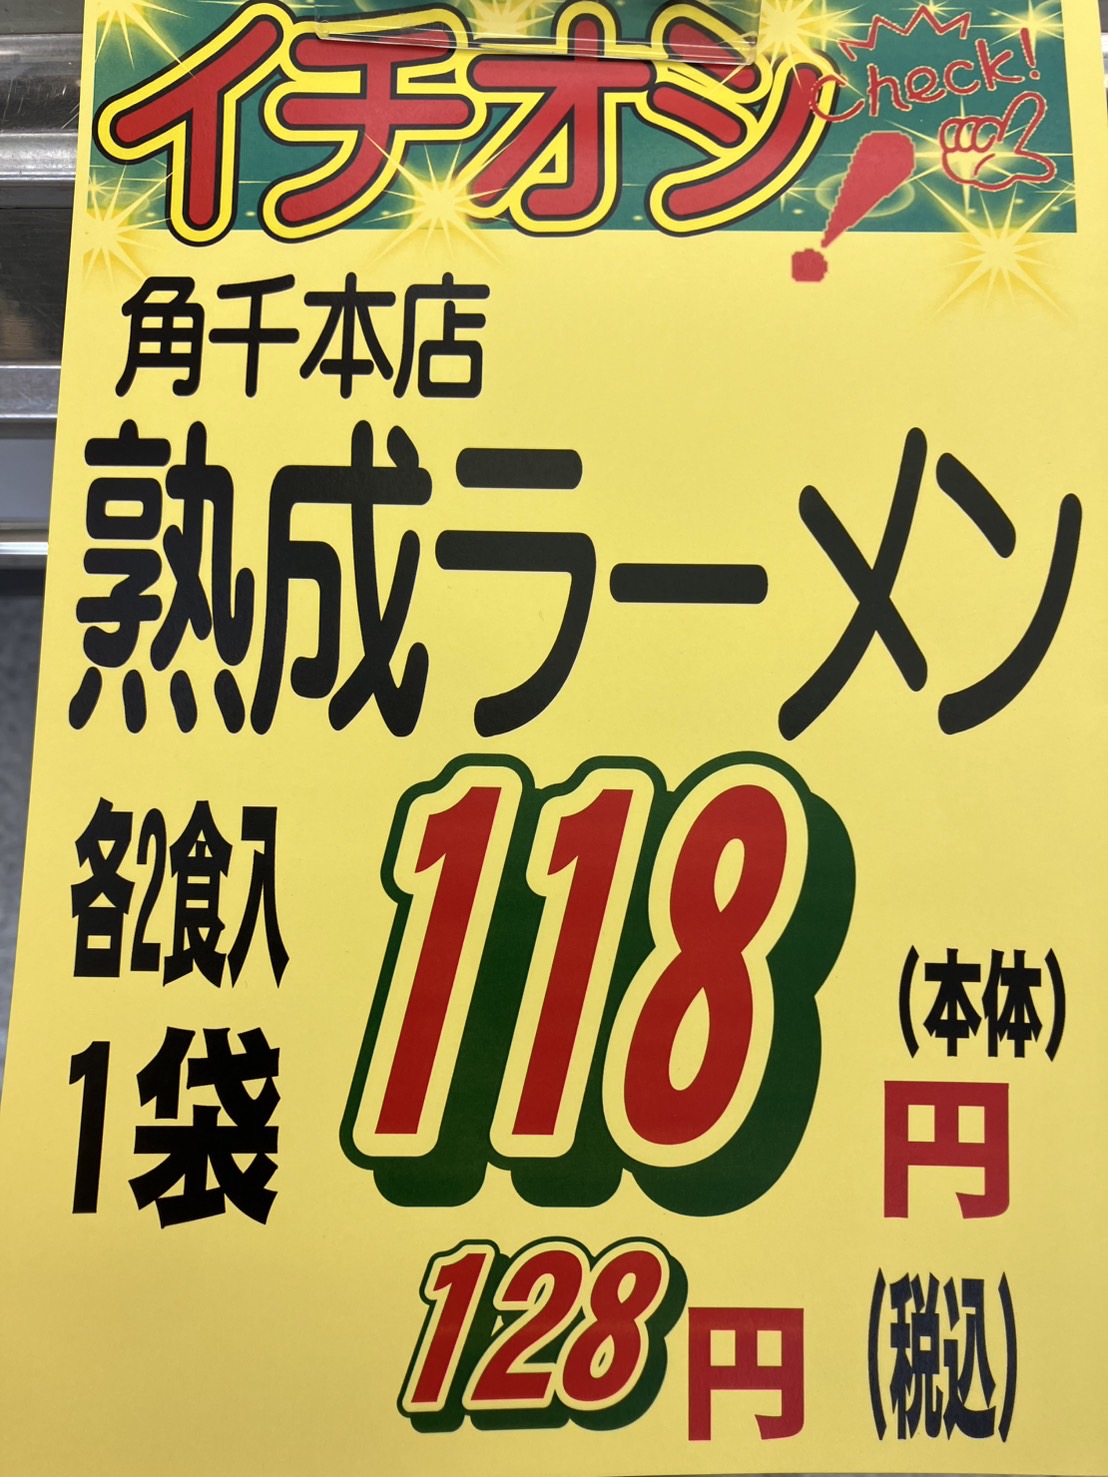 イチオシ!
Check!
角千本店
熟成ラーメン
各2食入
1袋
118
(本体)
円
128円
(税込)